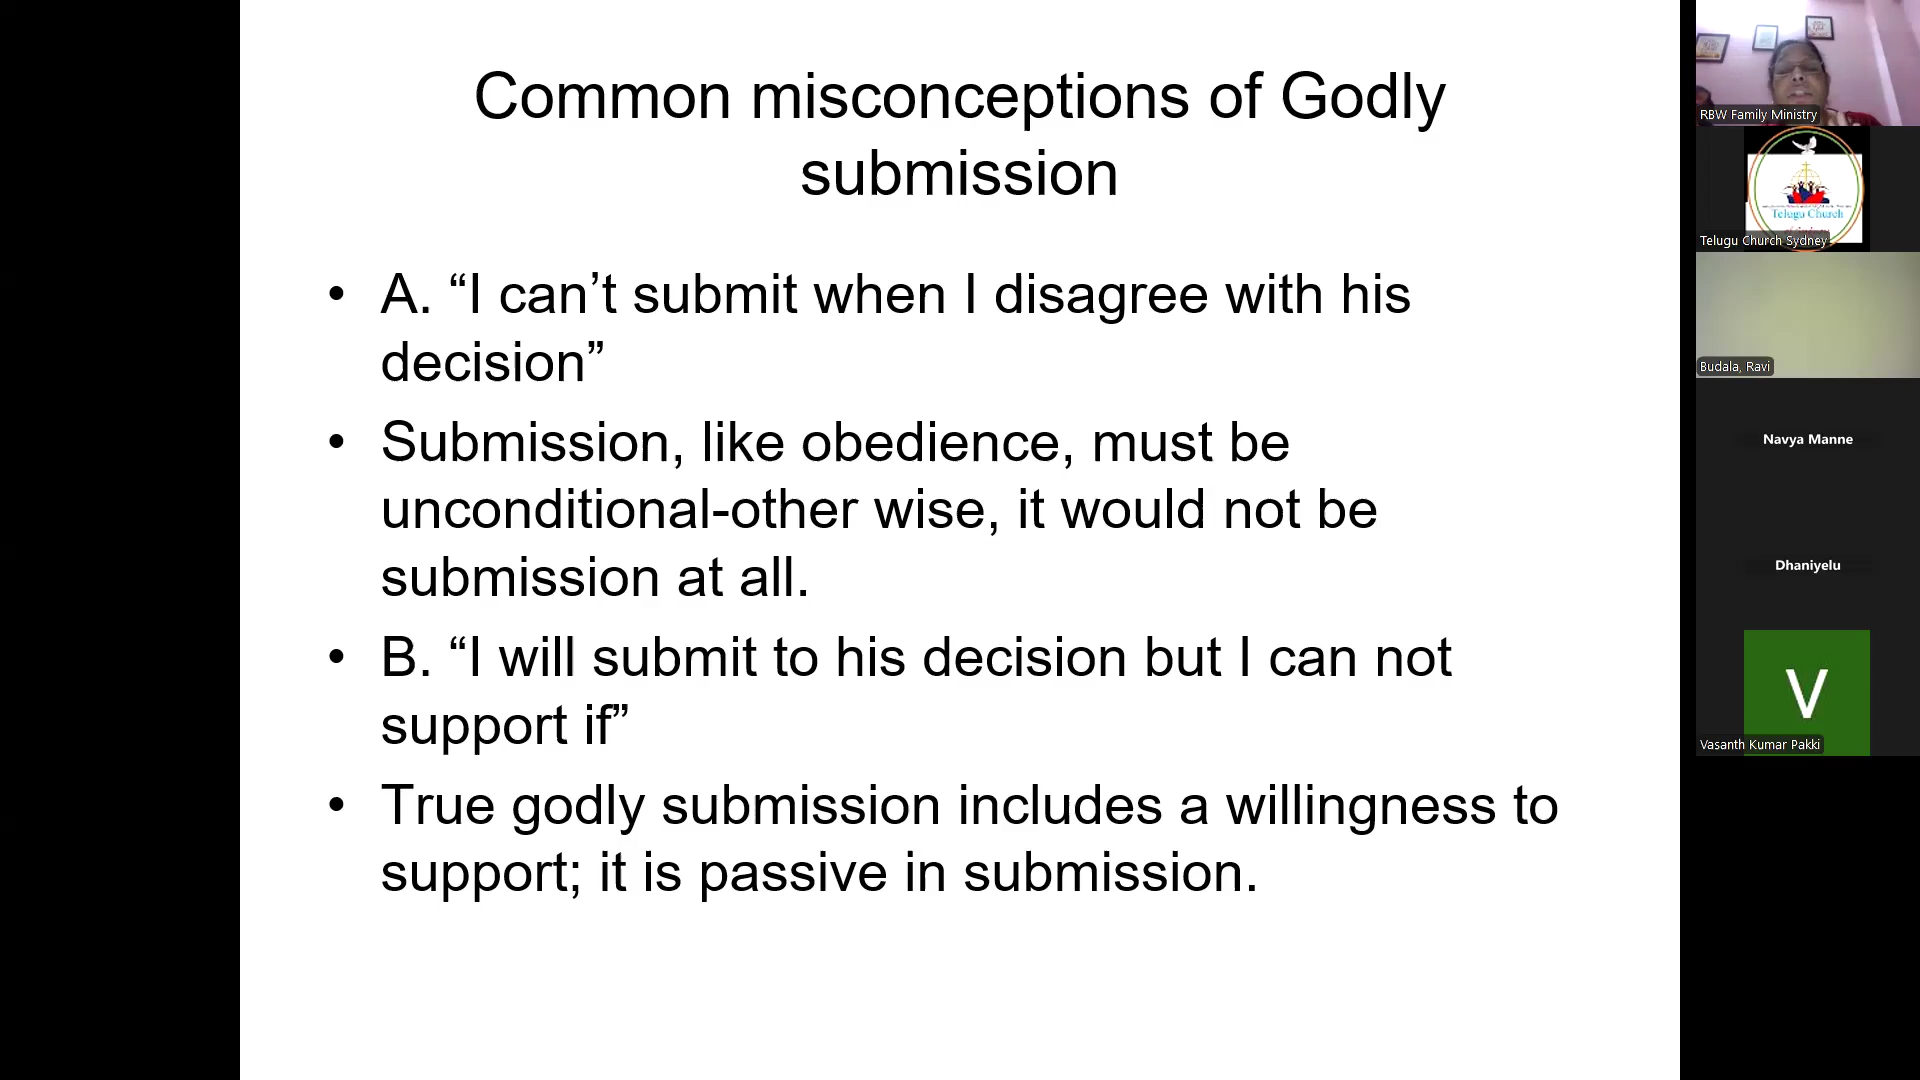 Common misconceptions of Godly
submission
• A. “I can’t submit when I disagree with his
decision”
• Submission, like obedience, must be
unconditional-other wise, it would not be
submission at all.
• B. “I will submit to his decision but I can not
support if”
• True godly submission includes a willingness to
support; it is passive in submission.
RBW Family Ministry
Telugu Church
Telugu Church Sydney
Budala, Ravi
Navya Manne
Dhaniyelu
V
Vasanth Kumar Pakki